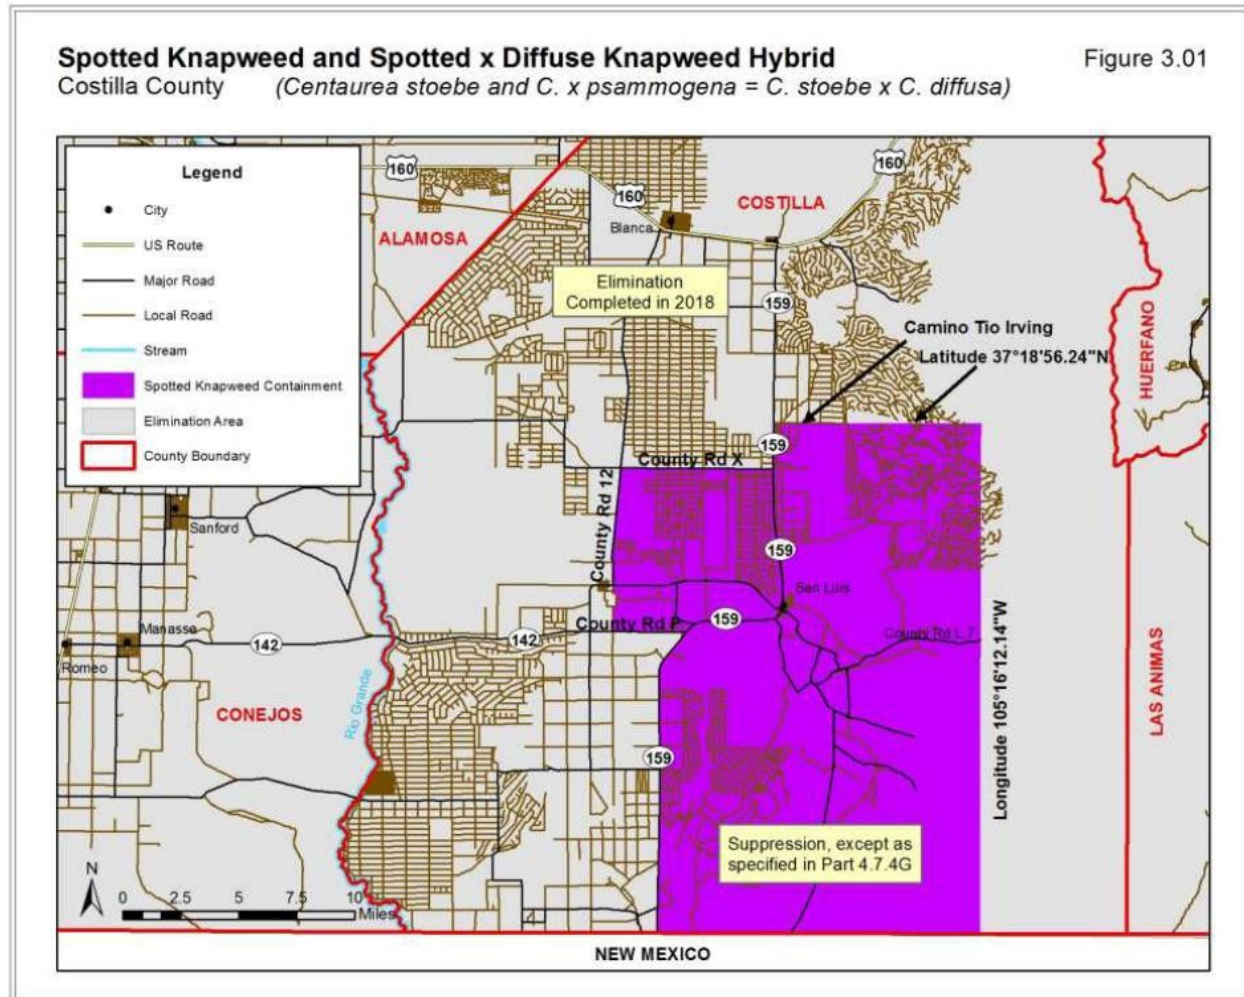 Spotted Knapweed and Spotted x Diffuse Knapweed Hybrid
Figure 3.01
Costilla County
(Centaurea stoebe and C. x psammogena = C. stoebe x C. diffusa)
Legend
City
US Route
Major Road
Local Road
Stream
Spotted Knapweed Containment
Elimination Area
County Boundary
160
160
160
ALAMOSA
Blanca
COSTILLA
Elimination
Completed in 2018
159
Camino Tio Irving
Latitude 37°18'56.24"N
HUERFANO
159
County Rd X
County Rd 12
Sanford
159
San Luis
County Rd P
159
142
142
Manassa
Romeo
County Rd L.7
Longitude 105°16'12.14"W
Rio Grande
CONEJOS
LAS ANIMAS
159
Suppression, except as
specified in Part 4.7.4G
N
0 2.5 5 7.5 10
Miles
NEW MEXICO